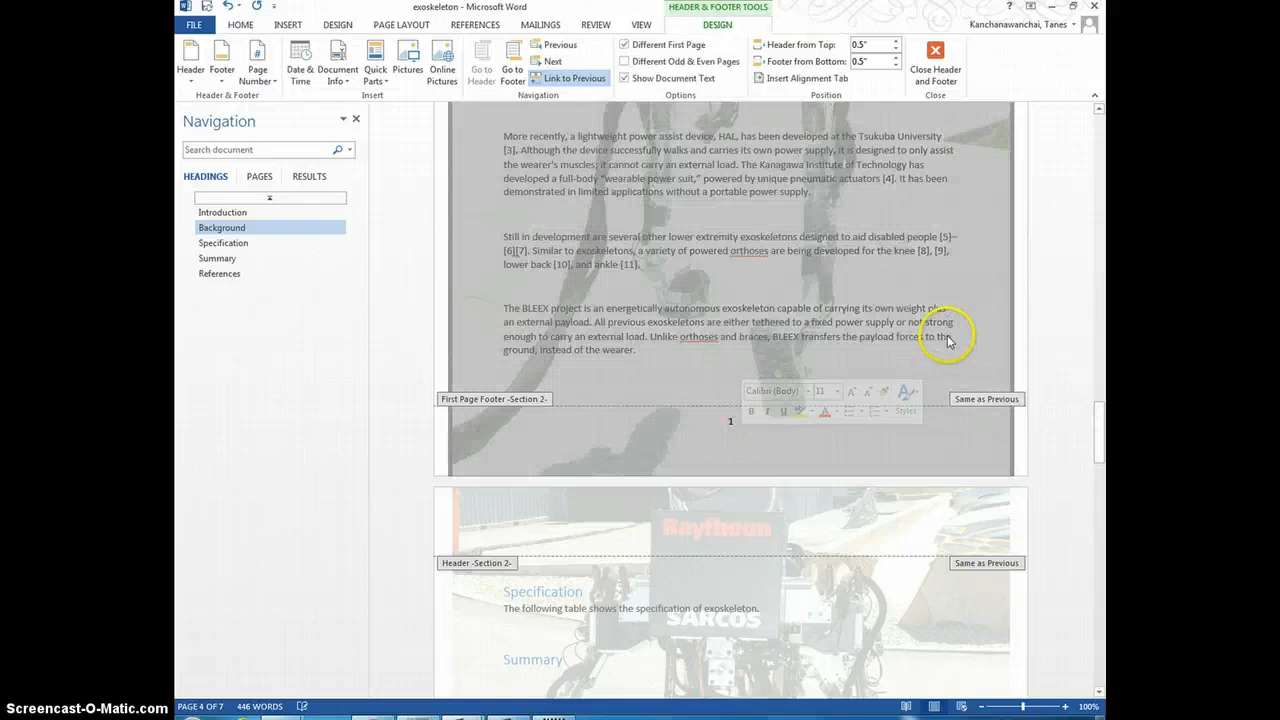 exoskeleton - Microsoft Word
HEADER & FOOTER TOOLS
?
FILE
HOME
INSERT
DESIGN
PAGE LAYOUT
REFERENCES
MAILINGS
REVIEW
VIEW
DESIGN
Kanchanawanchai, Tanes
Header
Footer
Page Number
Header & Footer
Date & Time
Document Info
Quick Parts
Pictures
Online Pictures
Insert
Go to Header
Go to Footer
Previous
Next
Link to Previous
Navigation
Different First Page
Different Odd & Even Pages
Show Document Text
Options
Header from Top: 0.5"
Footer from Bottom: 0.5"
Insert Alignment Tab
Position
Close Header and Footer
Close
Navigation
Search document
HEADINGS
PAGES
RESULTS
Introduction
Background
Specification
Summary
References
More recently, a lightweight power assist device, HAL, has been developed at the Tsukuba University
[3]. Although the device successfully walks and carries its own power supply, it is designed to only assist
the wearer's muscles; it cannot carry an external load. The Kanagawa Institute of Technology has
developed a full-body “wearable power suit,” powered by unique pneumatic actuators [4]. It has been
demonstrated in limited applications without a portable power supply.
Still in development are several other lower extremity exoskeletons designed to aid disabled people [5]–
[6][7]. Similar to exoskeletons, a variety of powered orthoses are being developed for the knee [8], [9],
lower back [10], and ankle [11].
The BLEEX project is an energetically autonomous exoskeleton capable of carrying its own weight plus
an external payload. All previous exoskeletons are either tethered to a fixed power supply or not strong
enough to carry an external load. Unlike orthoses and braces, BLEEX transfers the payload forces to the
ground, instead of the wearer.
Calibri (Body)
11
B I U
A
Styles
First Page Footer -Section 2-
Same as Previous
1
Raytheon
Header -Section 2-
Same as Previous
Specification
The following table shows the specification of exoskeleton.
SARCOS
Summary
PAGE 4 OF 7
446 WORDS
100%
Screencast-O-Matic.com